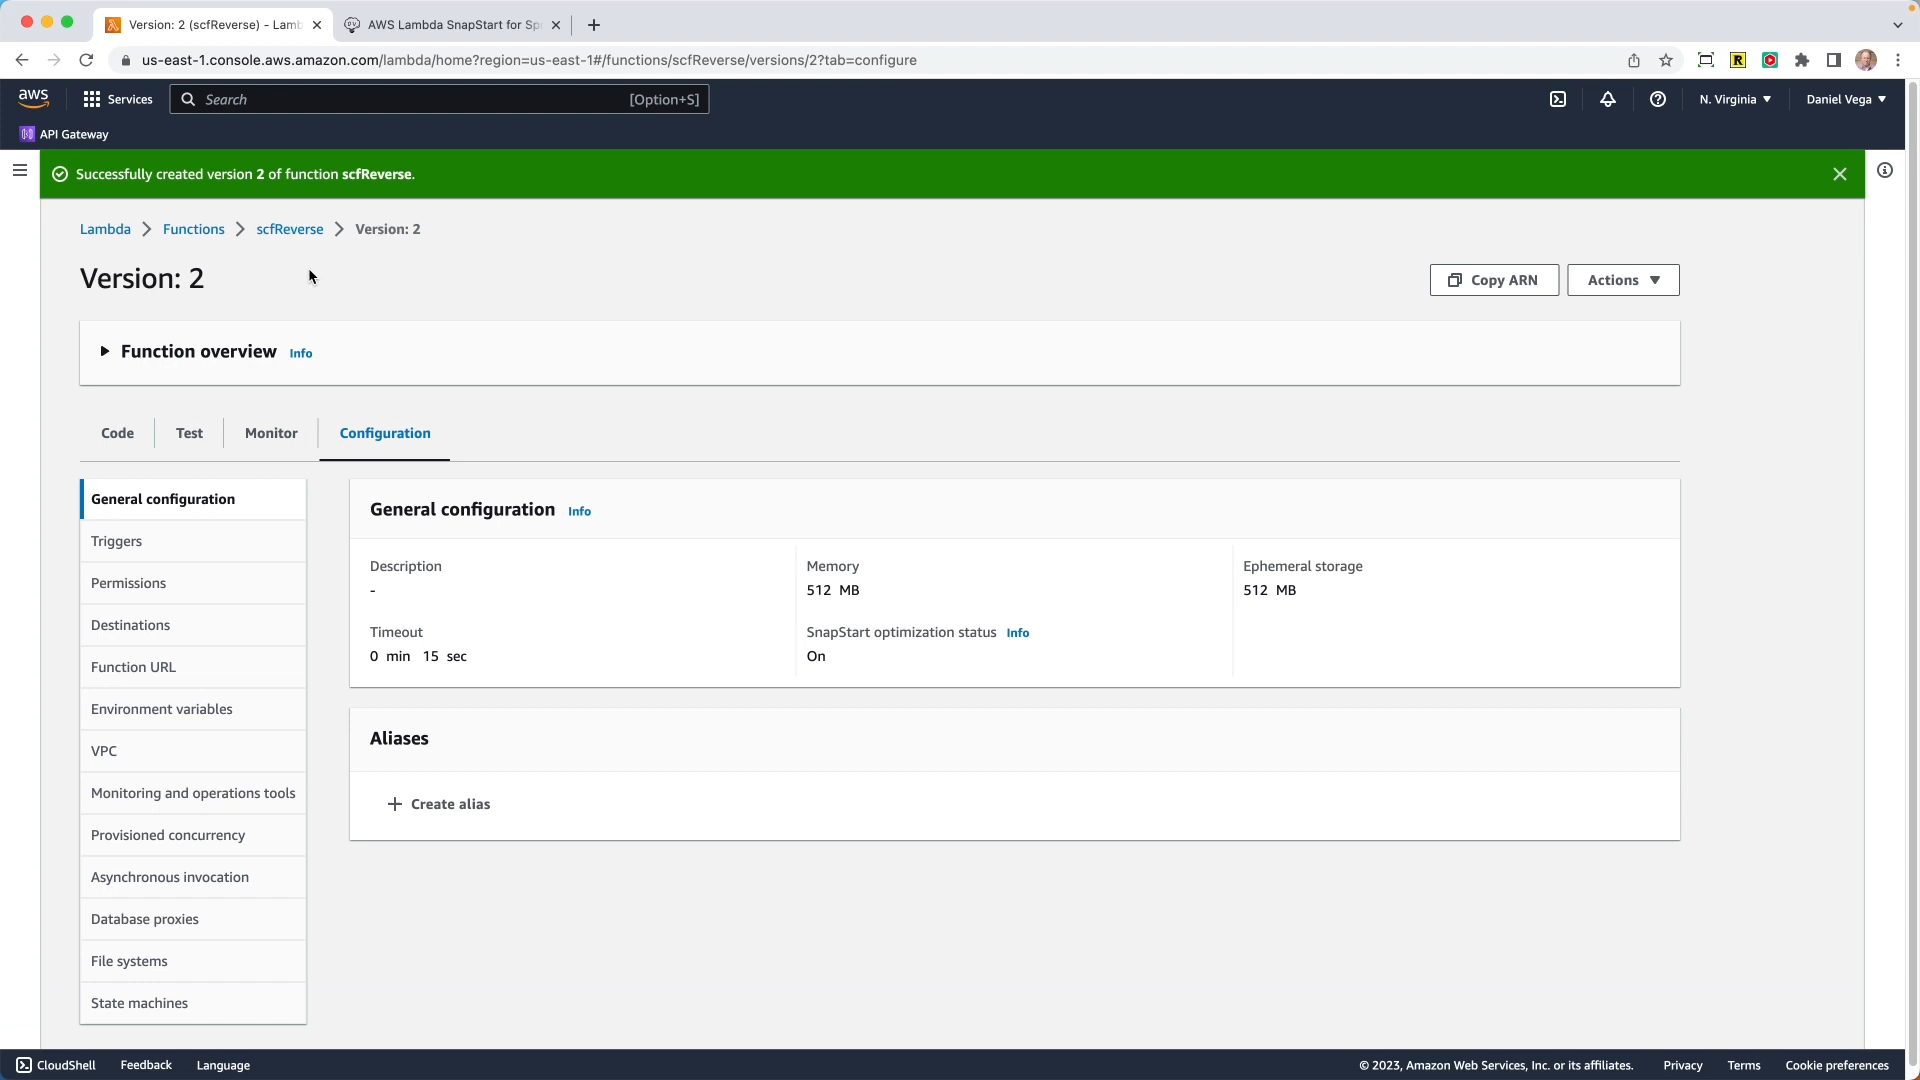 Version: 2 (scfReverse) - Lamb
AWS Lambda SnapStart for Sp
us-east-1.console.aws.amazon.com/lambda/home?region=us-east-1#/functions/scfReverse/versions/2?tab=configure
aws
Services
Search
[Option+S]
N. Virginia
Daniel Vega
API Gateway
Successfully created version 2 of function scfReverse.
Lambda > Functions > scfReverse > Version: 2
Version: 2
Copy ARN
Actions
Function overview Info
Code
Test
Monitor
Configuration
General configuration
Triggers
Permissions
Destinations
Function URL
Environment variables
VPC
Monitoring and operations tools
Provisioned concurrency
Asynchronous invocation
Database proxies
File systems
State machines
General configuration Info
Description
-
Memory
512 MB
Ephemeral storage
512 MB
Timeout
0 min 15 sec
SnapStart optimization status Info
On
Aliases
Create alias
CloudShell
Feedback
Language
© 2023, Amazon Web Services, Inc. or its affiliates.
Privacy
Terms
Cookie preferences